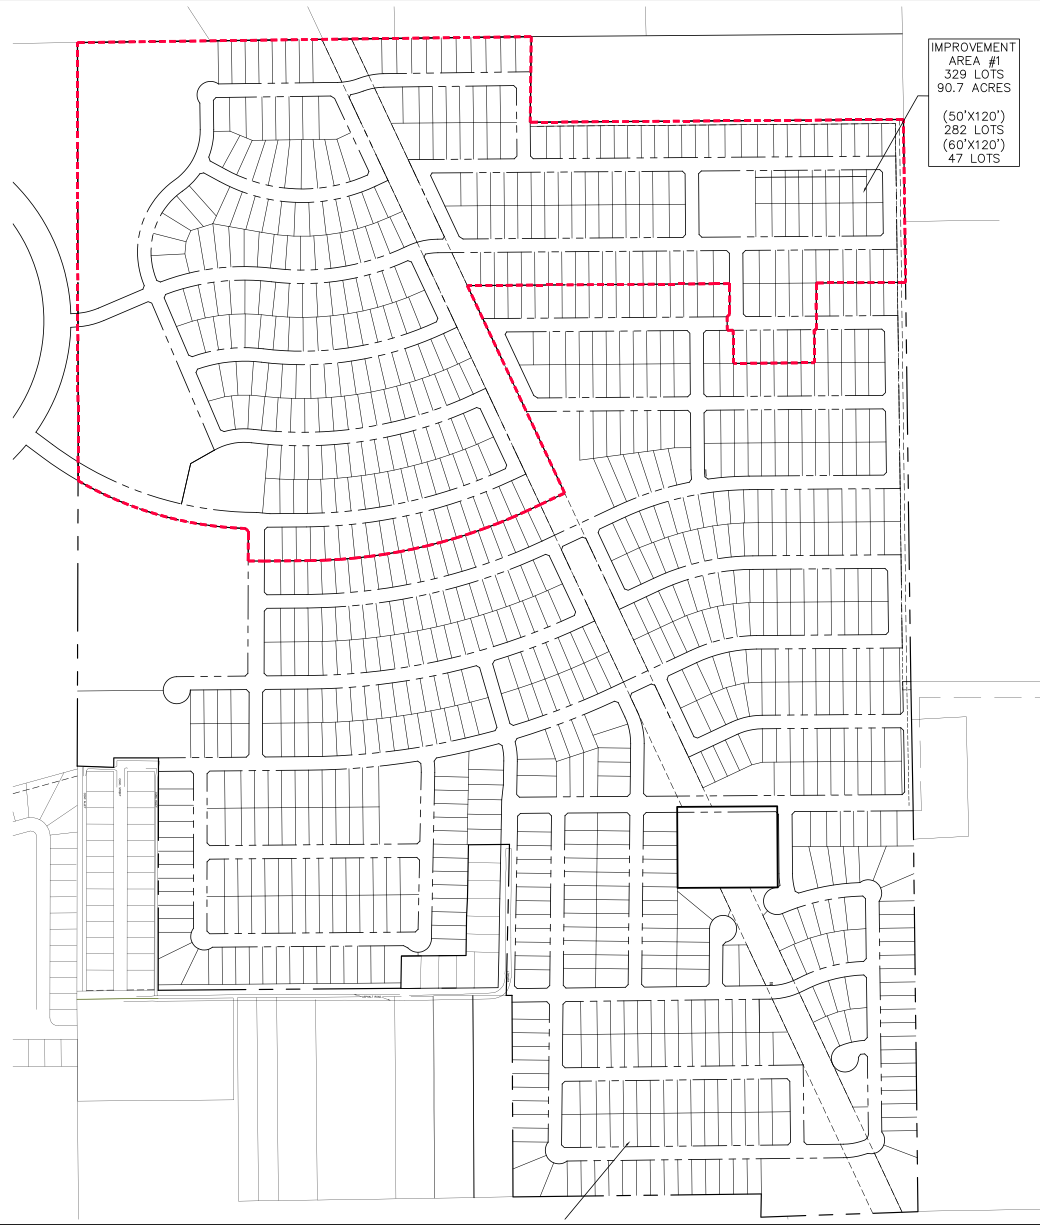 IMPROVEMENT
AREA #1
329 LOTS
90.7 ACRES
(50'X120')
282 LOTS
(60'X120')
47 LOTS